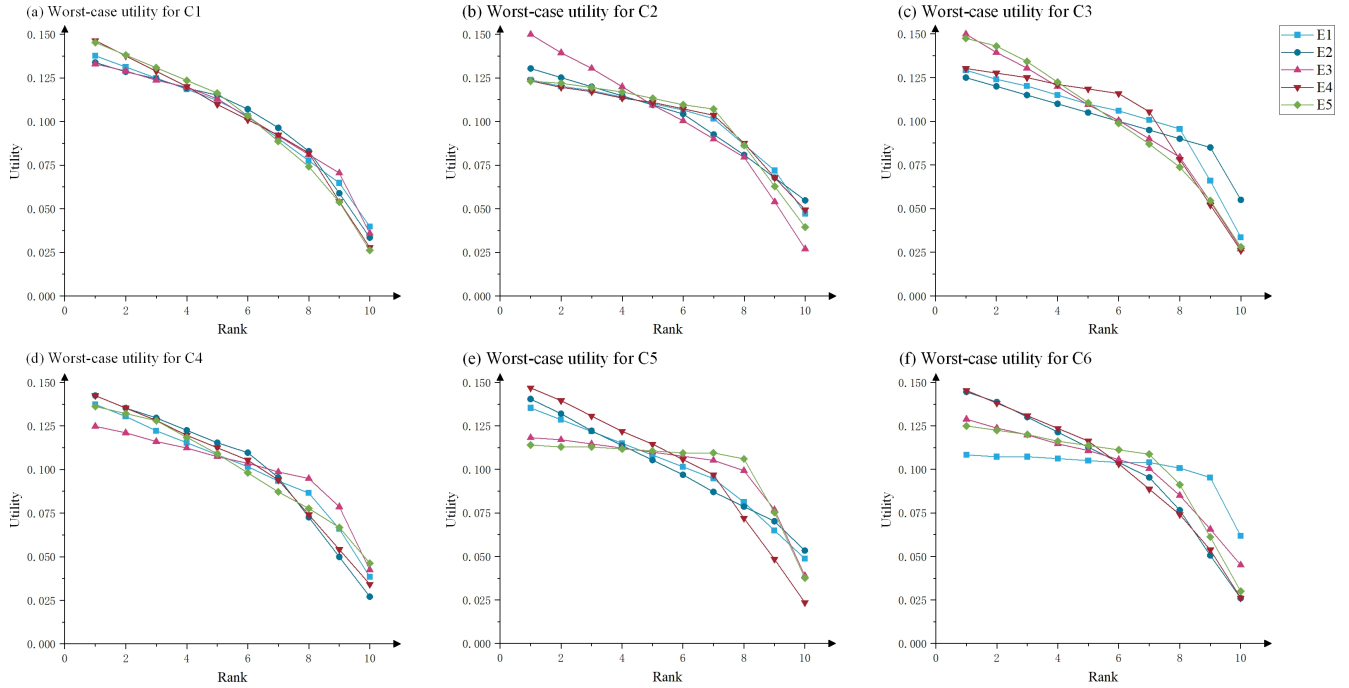 (a) Worst-case utility for C1
0. 150
0. 125
0. 100
0. 075
0. 050
0. 025
0. 000
Utility
0 2 4 6 8 10
Rank
(b) Worst-case utility for C2
0. 150
0. 125
0. 100
0. 075
0. 050
0. 025
0. 000
Utility
0 2 4 6 8 10
Rank
(c) Worst-case utility for C3
0. 150
0. 125
0. 100
0. 075
0. 050
0. 025
0. 000
Utility
0 2 4 6 8 10
Rank
E1
E2
E3
E4
E5
(d) Worst-case utility for C4
0. 150
0. 125
0. 100
0. 075
0. 050
0. 025
0. 000
Utility
0 2 4 6 8 10
Rank
(e) Worst-case utility for C5
0. 150
0. 125
0. 100
0. 075
0. 050
0. 025
0. 000
Utility
0 2 4 6 8 10
Rank
(f) Worst-case utility for C6
0. 150
0. 125
0. 100
0. 075
0. 050
0. 025
0. 000
Utility
0 2 4 6 8 10
Rank